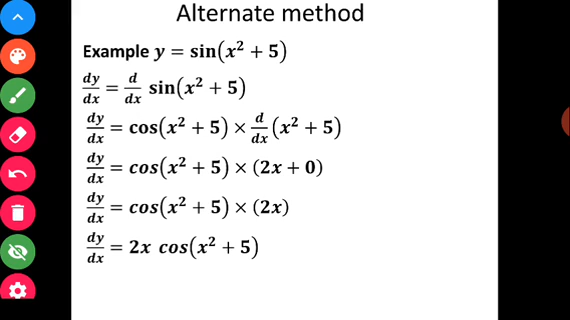 Alternate method
Example y = sin(x² + 5)
dy/dx = d/dx sin(x² + 5)
dy/dx = cos(x² + 5) × d/dx (x² + 5)
dy/dx = cos(x² + 5) × (2x + 0)
dy/dx = cos(x² + 5) × (2x)
dy/dx = 2x cos(x² + 5)